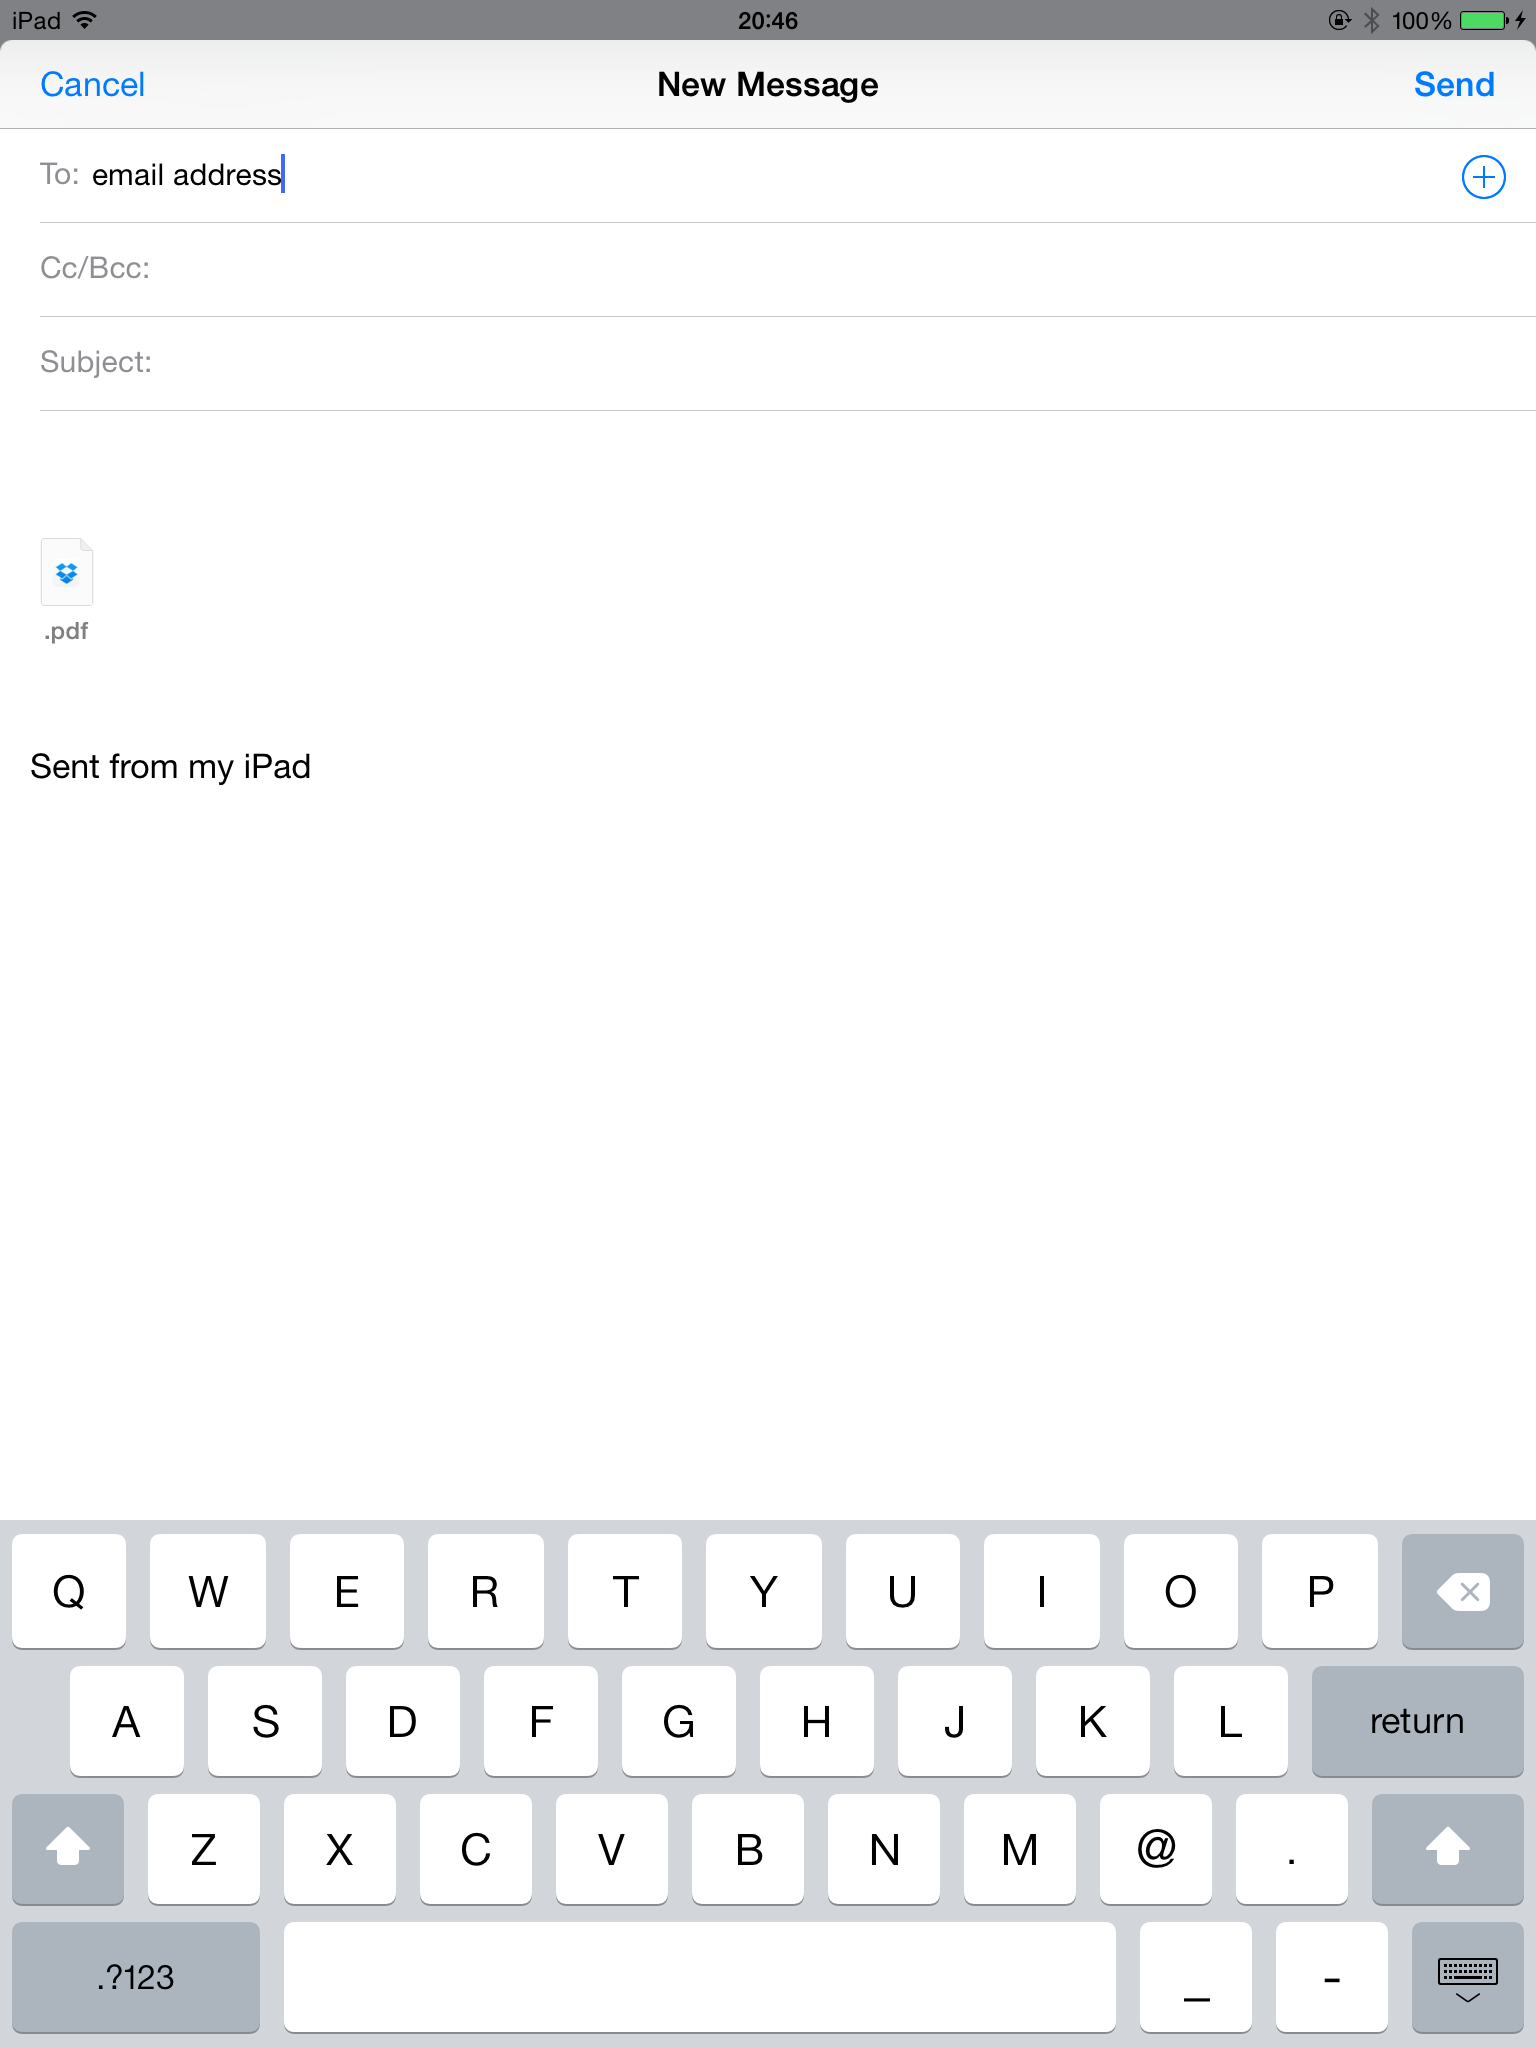 iPad 20:46 100%
Cancel New Message Send
To: email address
Cc/Bcc:
Subject:
.pdf
Sent from my iPad
Q W E R T Y U I O P
A S D F G H J K L return
Z X C V B N M @ .
.?123 _ -